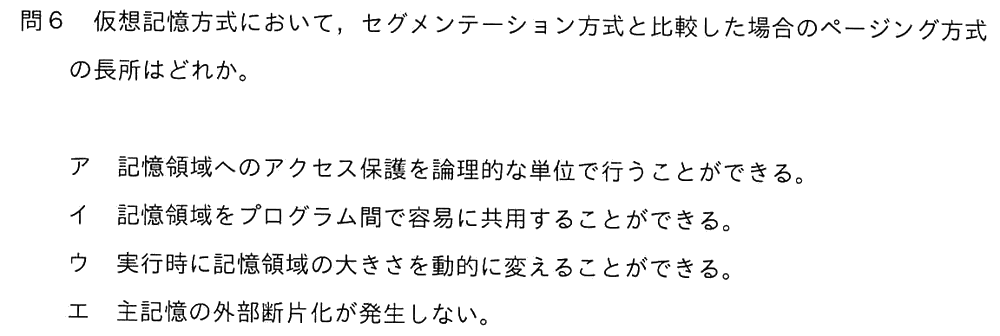 問６　仮想記憶方式において，セグメンテーション方式と比較した場合のページング方式
の長所はどれか。
ア　記憶領域へのアクセス保護を論理的な単位で行うことができる。
イ　記憶領域をプログラム間で容易に共用することができる。
ウ　実行時に記憶領域の大きさを動的に変えることができる。
エ　主記憶の外部断片化が発生しない。